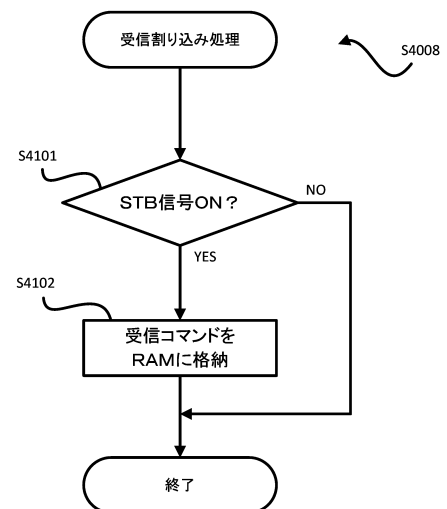 受信割り込み処理
S4008
S4101
STB信号ON？
NO
YES
S4102
受信コマンドを
RAMに格納
終了